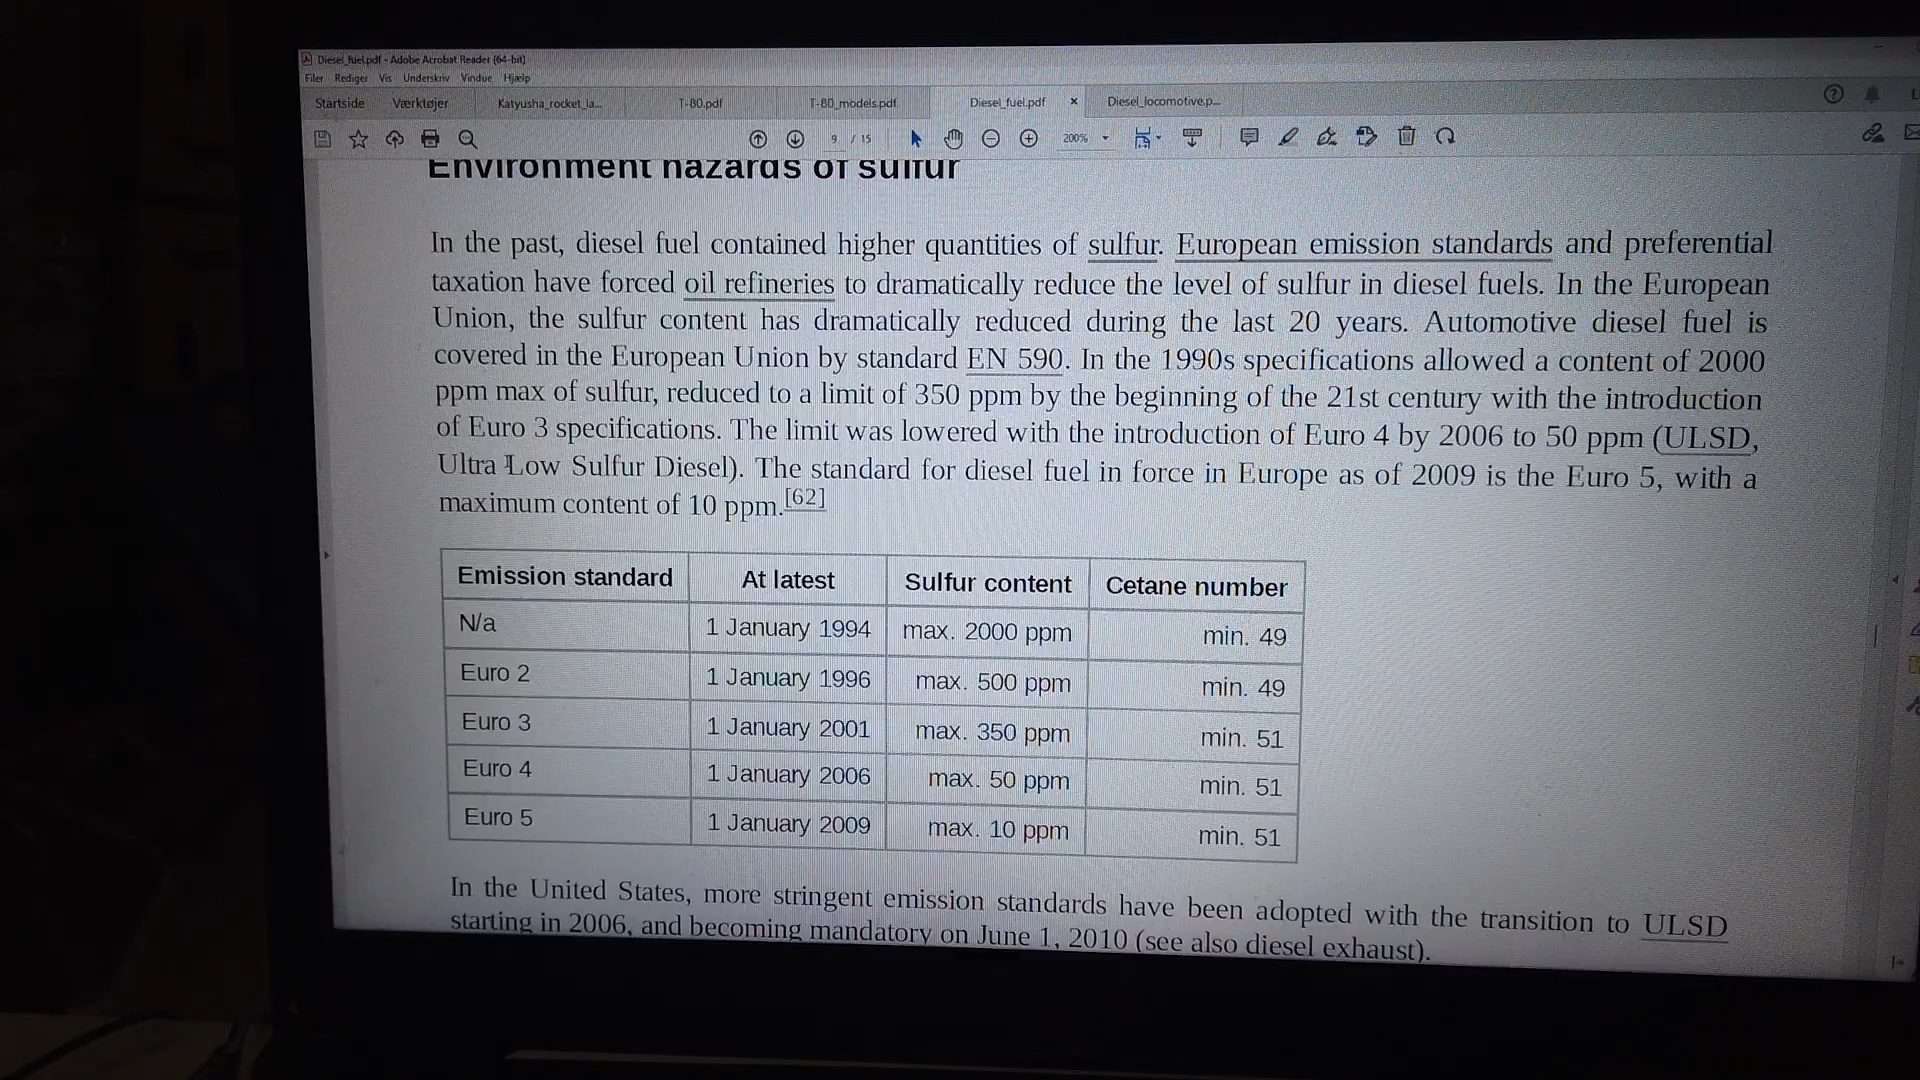 Diesel_fuel.pdf - Adobe Acrobat Reader (64-bit)
Filer Rediger Vis Underskriv Vindue Hjælp
Startside Værktøjer Katyusha_rocket_la... T-80.pdf T-80_models.pdf Diesel_fuel.pdf × Diesel_locomotive.p...
9 / 15 200%
Environment hazards of sulfur
In the past, diesel fuel contained higher quantities of sulfur. European emission standards and preferential
taxation have forced oil refineries to dramatically reduce the level of sulfur in diesel fuels. In the European
Union, the sulfur content has dramatically reduced during the last 20 years. Automotive diesel fuel is
covered in the European Union by standard EN 590. In the 1990s specifications allowed a content of 2000
ppm max of sulfur, reduced to a limit of 350 ppm by the beginning of the 21st century with the introduction
of Euro 3 specifications. The limit was lowered with the introduction of Euro 4 by 2006 to 50 ppm (ULSD,
Ultra Low Sulfur Diesel). The standard for diesel fuel in force in Europe as of 2009 is the Euro 5, with a
maximum content of 10 ppm.[62]
Emission standard At latest Sulfur content Cetane number
N/a 1 January 1994 max. 2000 ppm min. 49
Euro 2 1 January 1996 max. 500 ppm min. 49
Euro 3 1 January 2001 max. 350 ppm min. 51
Euro 4 1 January 2006 max. 50 ppm min. 51
Euro 5 1 January 2009 max. 10 ppm min. 51
In the United States, more stringent emission standards have been adopted with the transition to ULSD
starting in 2006, and becoming mandatory on June 1, 2010 (see also diesel exhaust).